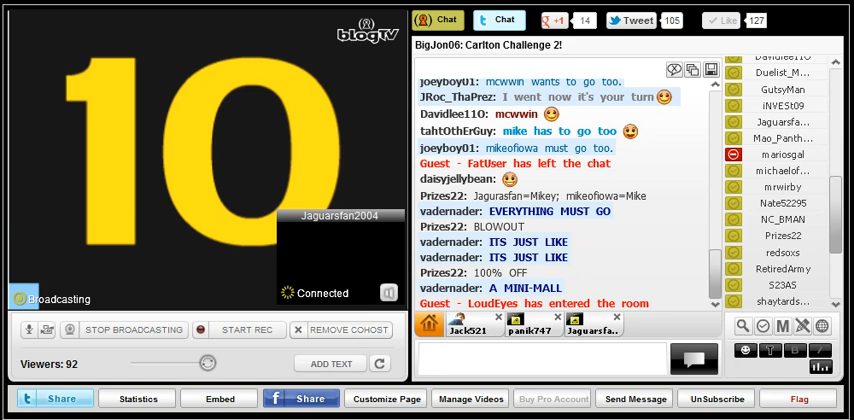 10
blogTV
Jaguarsfan2004
Connected
Broadcasting
STOP BROADCASTING
START REC
REMOVE COHOST
Viewers: 92
ADD TEXT
Chat
Chat
+1
14
Tweet
105
Like
127
BigJon06: Carlton Challenge 2!
joeyboy01: mcwwin wants to go too.
JRoc_ThaPrez: I went now it's your turn
Davidlee11O: mcwwin
tahtOthErGuy: mike has to go too
joeyboy01: mikeofiowa must go too.
Guest - FatUser has left the chat
daisyjellybean:
Prizes22: Jagurasfan=Mikey; mikeofiowa=Mike
vadernader: EVERYTHING MUST GO
Prizes22: BLOWOUT
vadernader: ITS JUST LIKE
vadernader: ITS JUST LIKE
Prizes22: 100% OFF
vadernader: A MINI-MALL
Guest - LoudEyes has entered the room
Davidlee11O
Duelist_M...
GutsyMan
iNVESt09
Jaguarsfa...
Mao_Panth...
mariosgal
michaelof...
mrwirby
Nate52295
NC_BMAN
Prizes22
redsoxs
RetiredArmy
S23AS
shaytards...
Jack521
panik747
Jaguarsfa..
M
T
B
I
Share
Statistics
Embed
f Share
Customize Page
Manage Videos
Buy Pro Account
Send Message
UnSubscribe
Flag